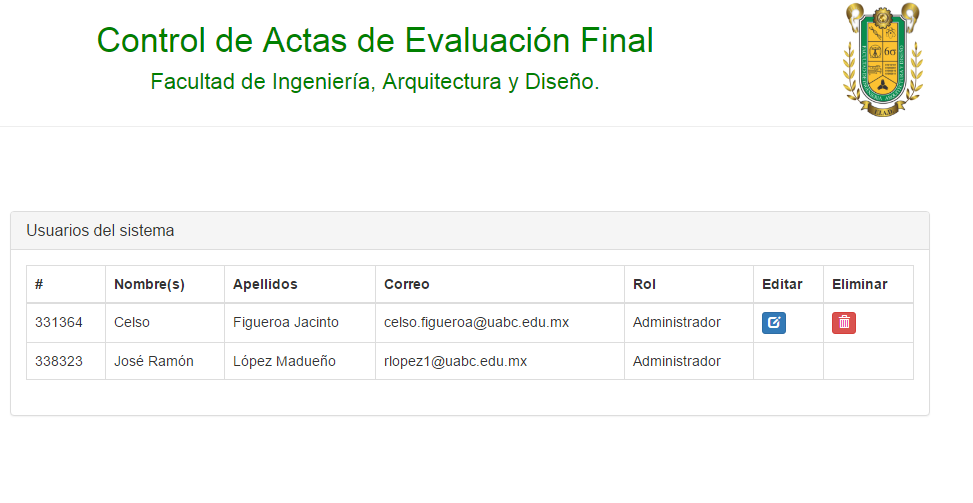 Control de Actas de Evaluación Final
Facultad de Ingeniería, Arquitectura y Diseño.
6σ
F.I.A.D.
Usuarios del sistema
# Nombre(s) Apellidos Correo Rol Editar Eliminar
331364 Celso Figueroa Jacinto celso.figueroa@uabc.edu.mx Administrador
338323 José Ramón López Madueño rlopez1@uabc.edu.mx Administrador